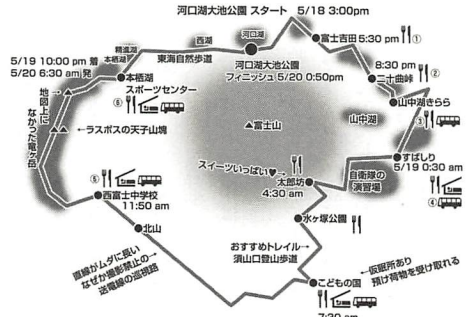 河口湖大池公園 スタート 5/18 3:00pm
富士吉田 5:30 pm ①
8:30 pm
二十曲峠 ②
山中湖きらら
③
山中湖
すばしり
5/19 0:30 am
④
自衛隊の
演習場
スイーツいっぱい♥→
太郎坊
4:30 am
水ヶ塚公園
おすすめトレイル→
須山口登山歩道
←仮眠所あり
預け荷物を受け取れる
こどもの国
7:30 am
直線がムダに長い
なぜか撮影禁止の→
送電線の巡視路
北山
⑤
西富士中学校
11:50 am
←ラスボスの天子山塊
地図上に
なかった竜ヶ岳
5/19 10:00 pm 着
5/20 6:30 am 発
本栖湖
スポーツセンター
⑥
本栖湖
精進湖
西湖
東海自然歩道
河口湖
河口湖大池公園
フィニッシュ 5/20 0:50pm
▲富士山